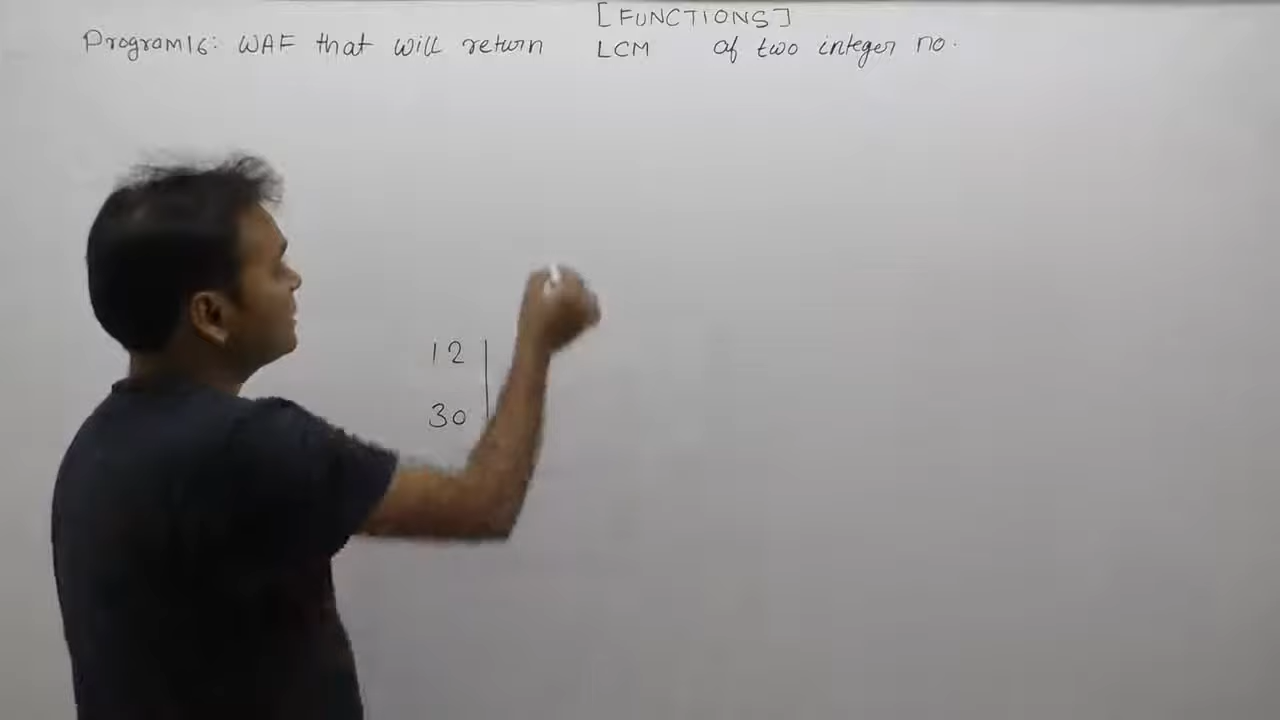 [FUNCTIONS]
Program16: WAF that will return LCM of two integer no.
12
30